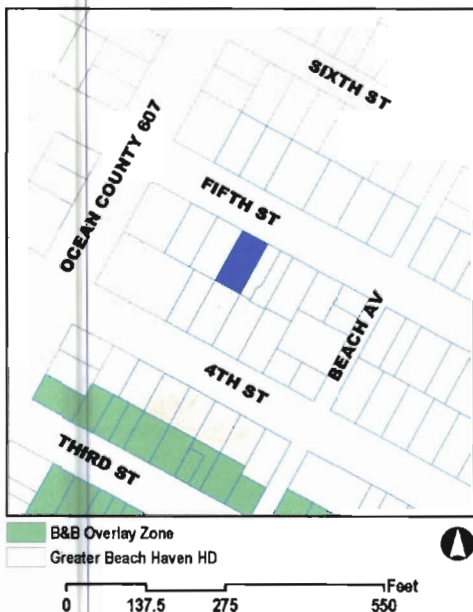 SIXTH ST
OCEAN COUNTY 607
FIFTH ST
BEACH AV
4TH ST
THIRD ST
B&B Overlay Zone
Greater Beach Haven HD
Feet
0 137.5 275 550